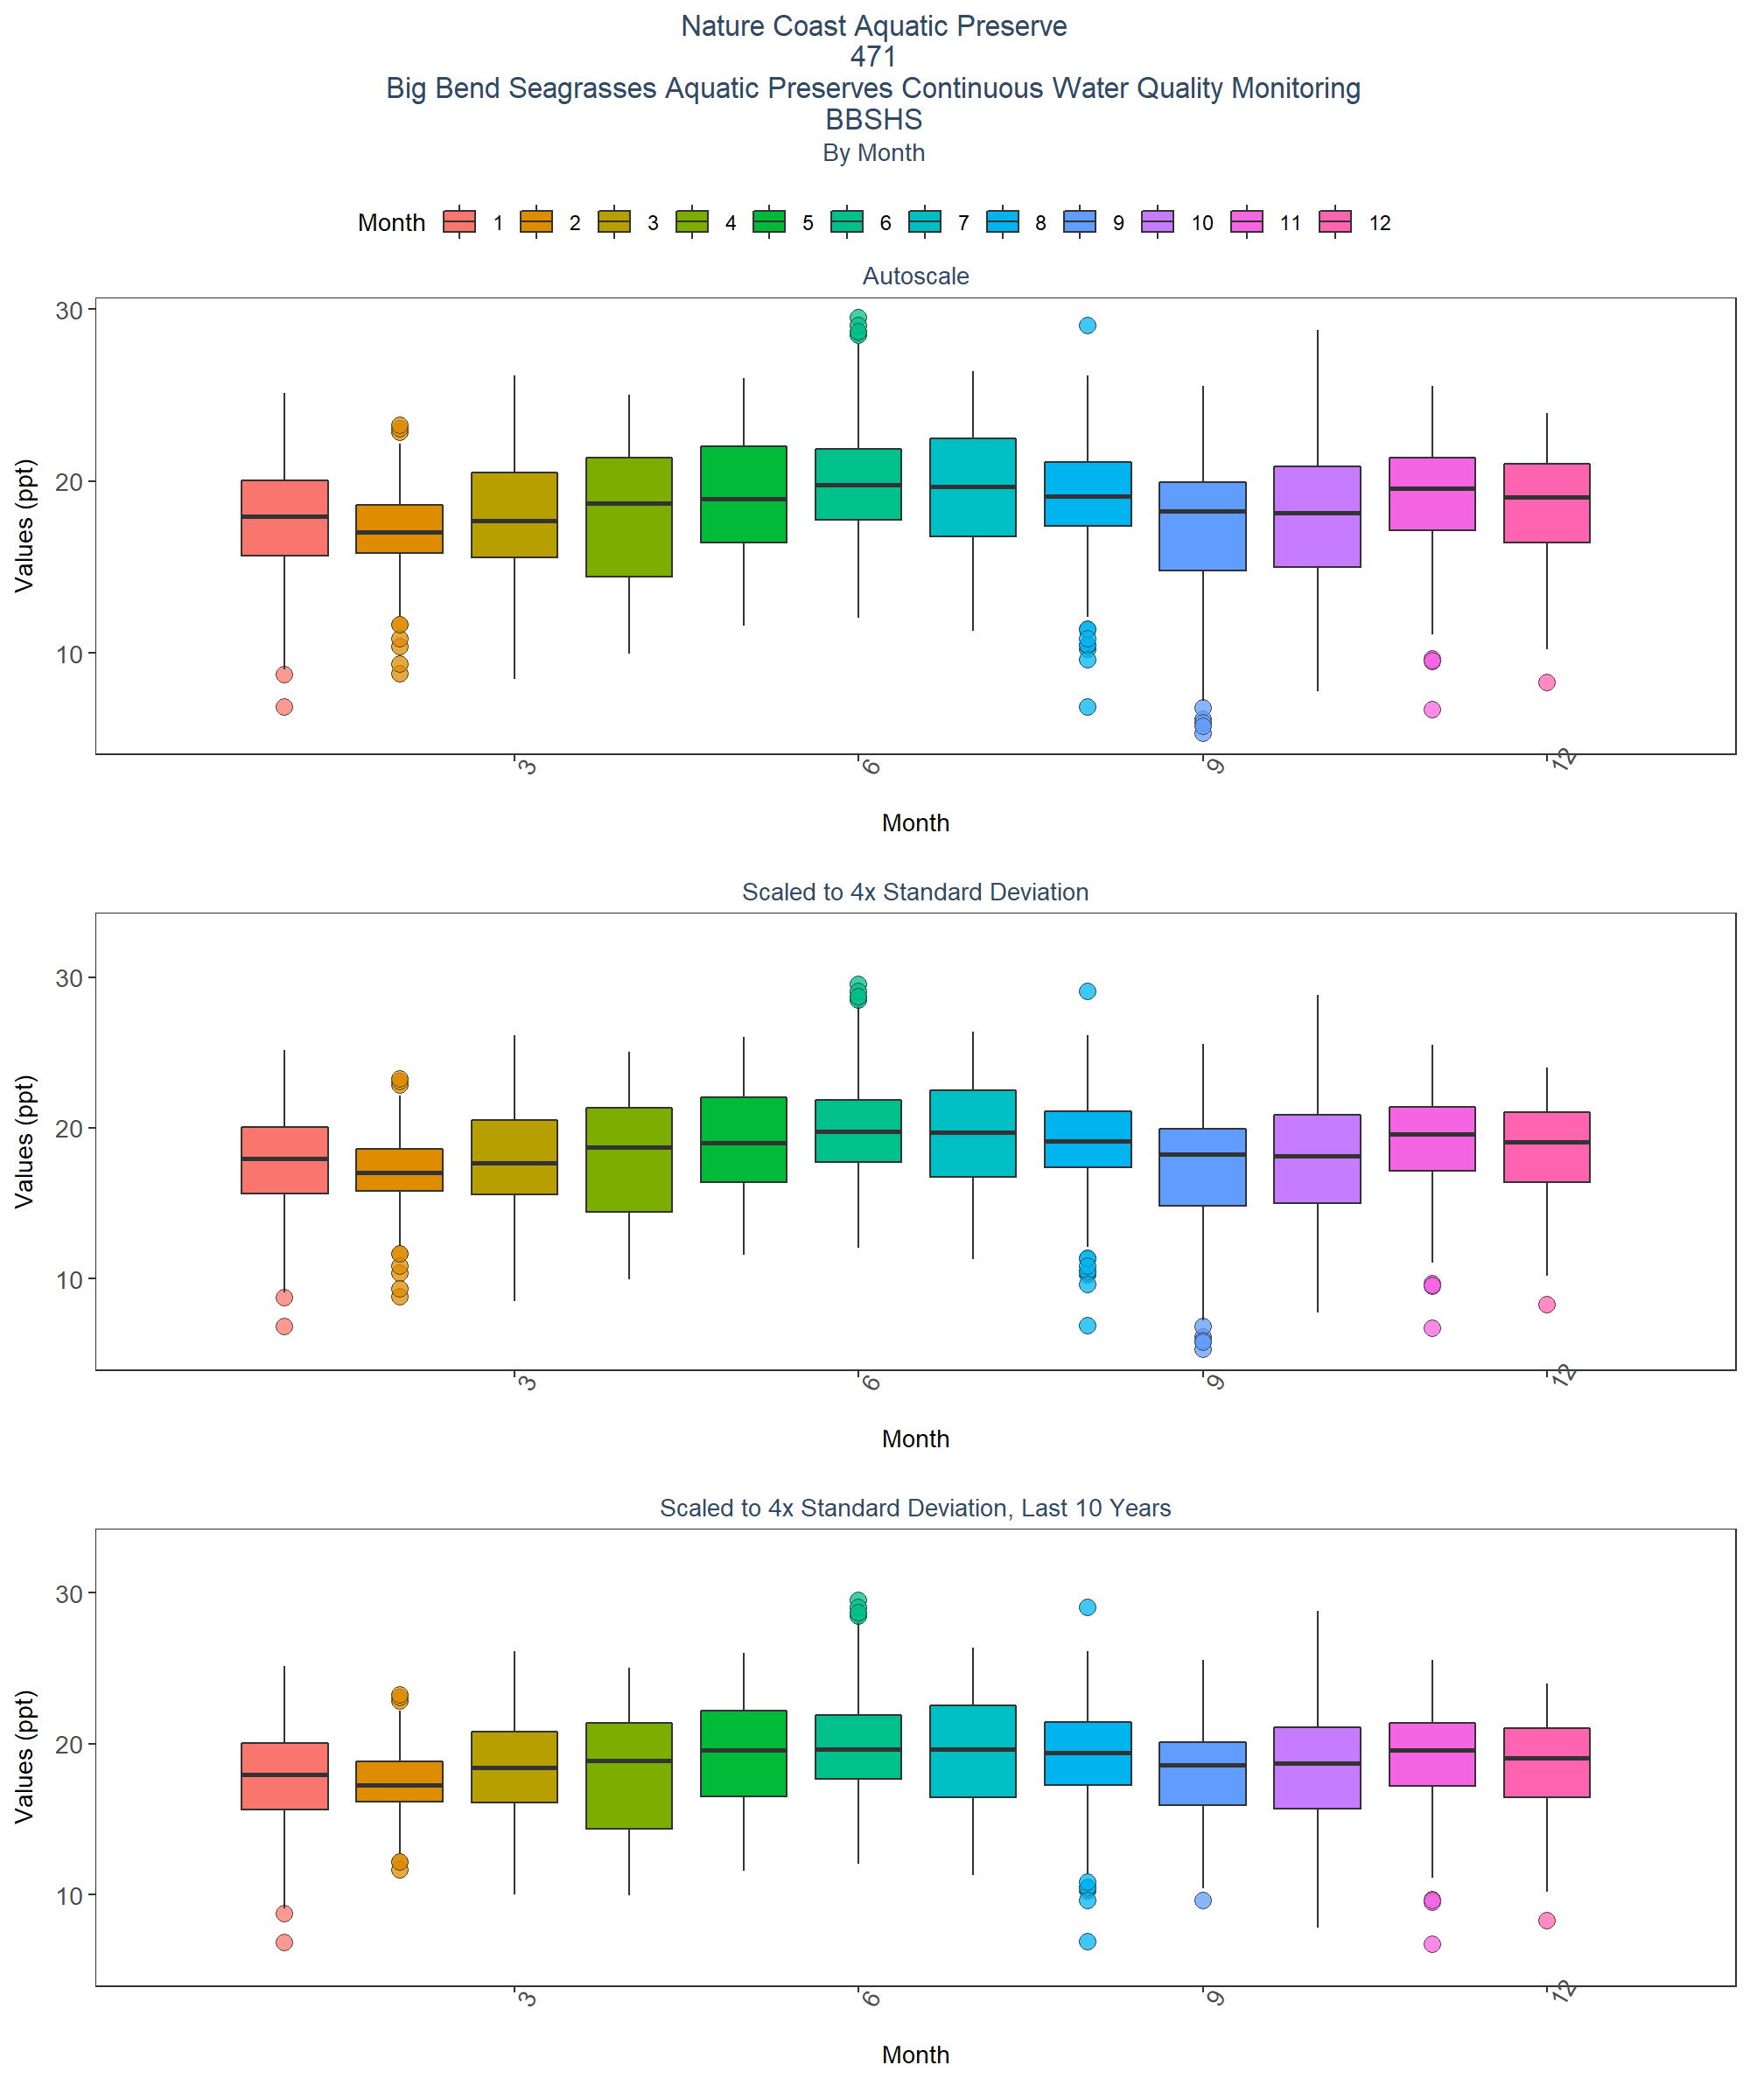 Nature Coast Aquatic Preserve
471
Big Bend Seagrasses Aquatic Preserves Continuous Water Quality Monitoring
BBSHS
By Month
Month 1 2 3 4 5 6 7 8 9 10 11 12
Autoscale
Values (ppt)
30
20
10
3 6 9 12
Month
Scaled to 4x Standard Deviation
Values (ppt)
30
20
10
3 6 9 12
Month
Scaled to 4x Standard Deviation, Last 10 Years
Values (ppt)
30
20
10
3 6 9 12
Month